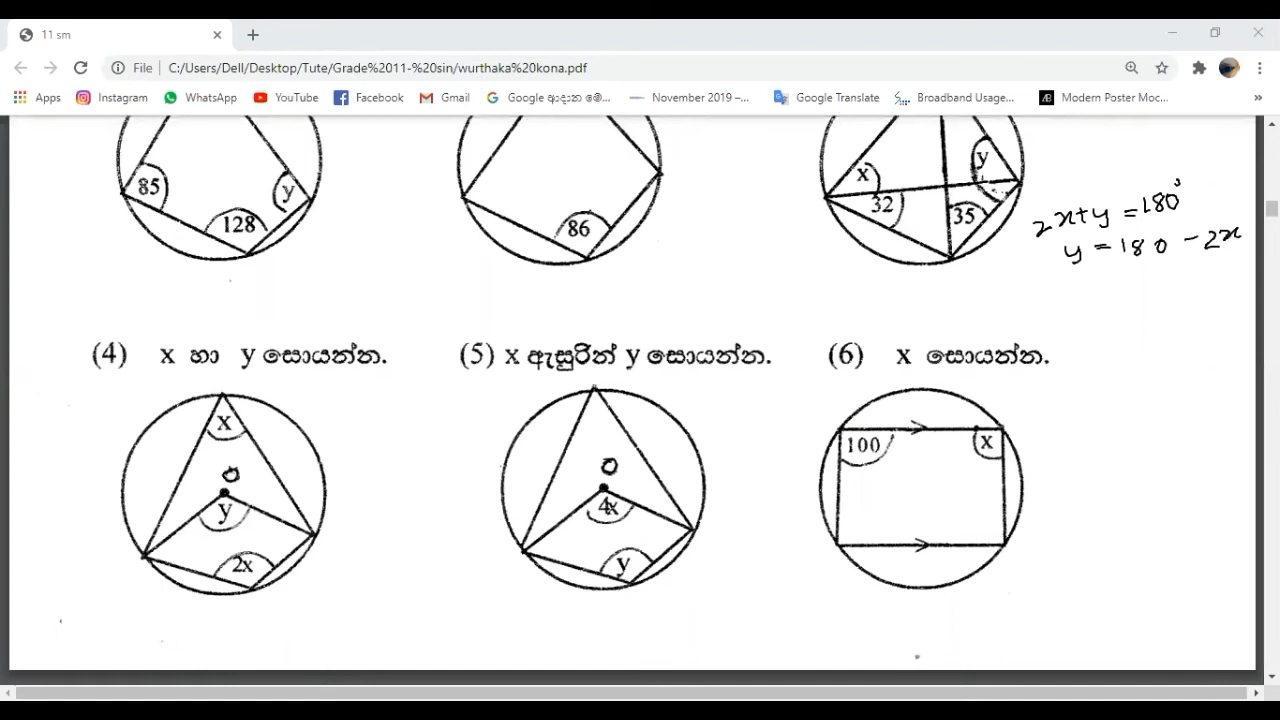 11 sm
File C:/Users/Dell/Desktop/Tute/Grade%2011-%20sin/wurthaka%20kona.pdf
Apps Instagram WhatsApp YouTube Facebook Gmail Google ආදාන මෙ... November 2019 –... Google Translate Broadband Usage... Modern Poster Moc... »
85 128 y
86
x y 32 35
2x+y = 180°
y = 180 - 2x
(4) x හා y සොයන්න. (5) x ඇසුරින් y සොයන්න. (6) x සොයන්න.
x O y 2x
O 4x y
100 x